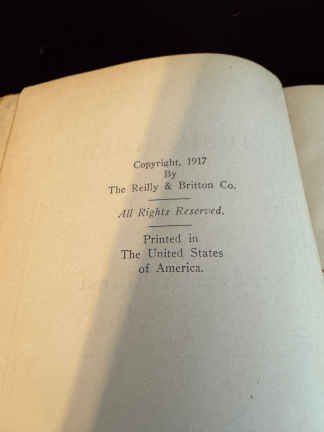 Copyright, 1917
By
The Reilly & Britton Co.
All Rights Reserved.
Printed in
The United States
of America.